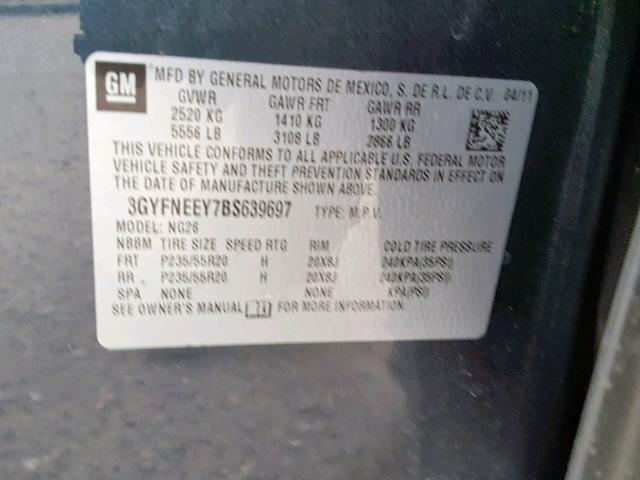 GM MFD BY GENERAL MOTORS DE MEXICO, S. DE R.L. DE C.V. 04/11
GVWR GAWR FRT GAWR RR
2520 KG 1410 KG 1300 KG
5556 LB 3108 LB 2866 LB
THIS VEHICLE CONFORMS TO ALL APPLICABLE U.S. FEDERAL MOTOR
VEHICLE SAFETY AND THEFT PREVENTION STANDARDS IN EFFECT ON
THE DATE OF MANUFACTURE SHOWN ABOVE.
3GYFNEEY7BS639697 TYPE: M.P.V.
MODEL: NG26
NBBM TIRE SIZE SPEED RTG RIM COLD TIRE PRESSURE
FRT P235/55R20 H 20X8J 240KPA(35PSI)
RR P235/55R20 H 20X8J 240KPA(35PSI)
SPA NONE NONE KPA(PSI)
SEE OWNER'S MANUAL FOR MORE INFORMATION